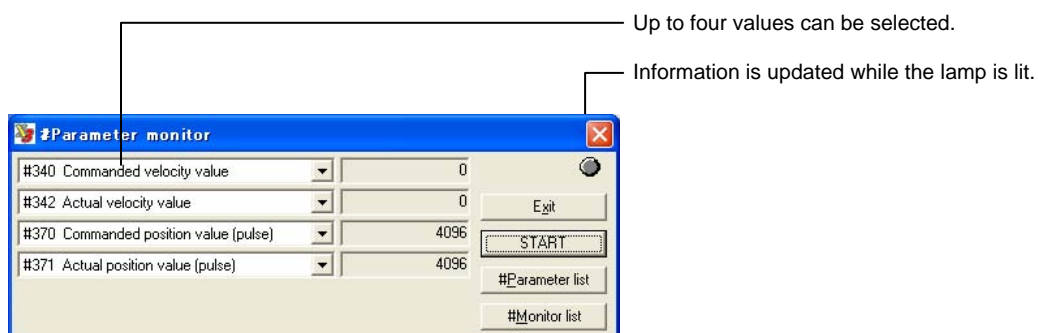 Up to four values can be selected.
Information is updated while the lamp is lit.
#Parameter monitor
#340 Commanded velocity value 0
#342 Actual velocity value 0
Exit
#370 Commanded position value (pulse) 4096
START
#371 Actual position value (pulse) 4096
#Parameter list
#Monitor list